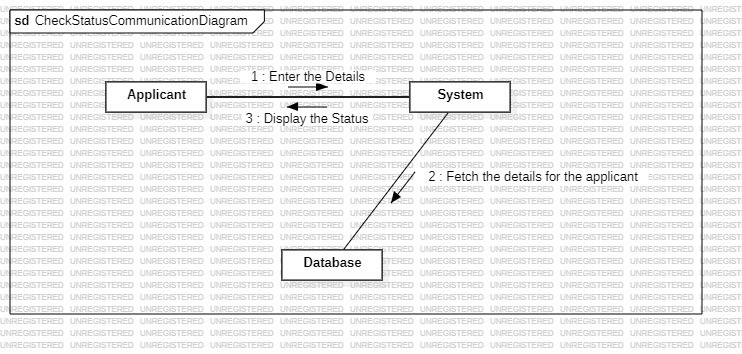 sd CheckStatusCommunicationDiagram
1 : Enter the Details
Applicant
System
3 : Display the Status
2 : Fetch the details for the applicant
Database
UNREGISTERED